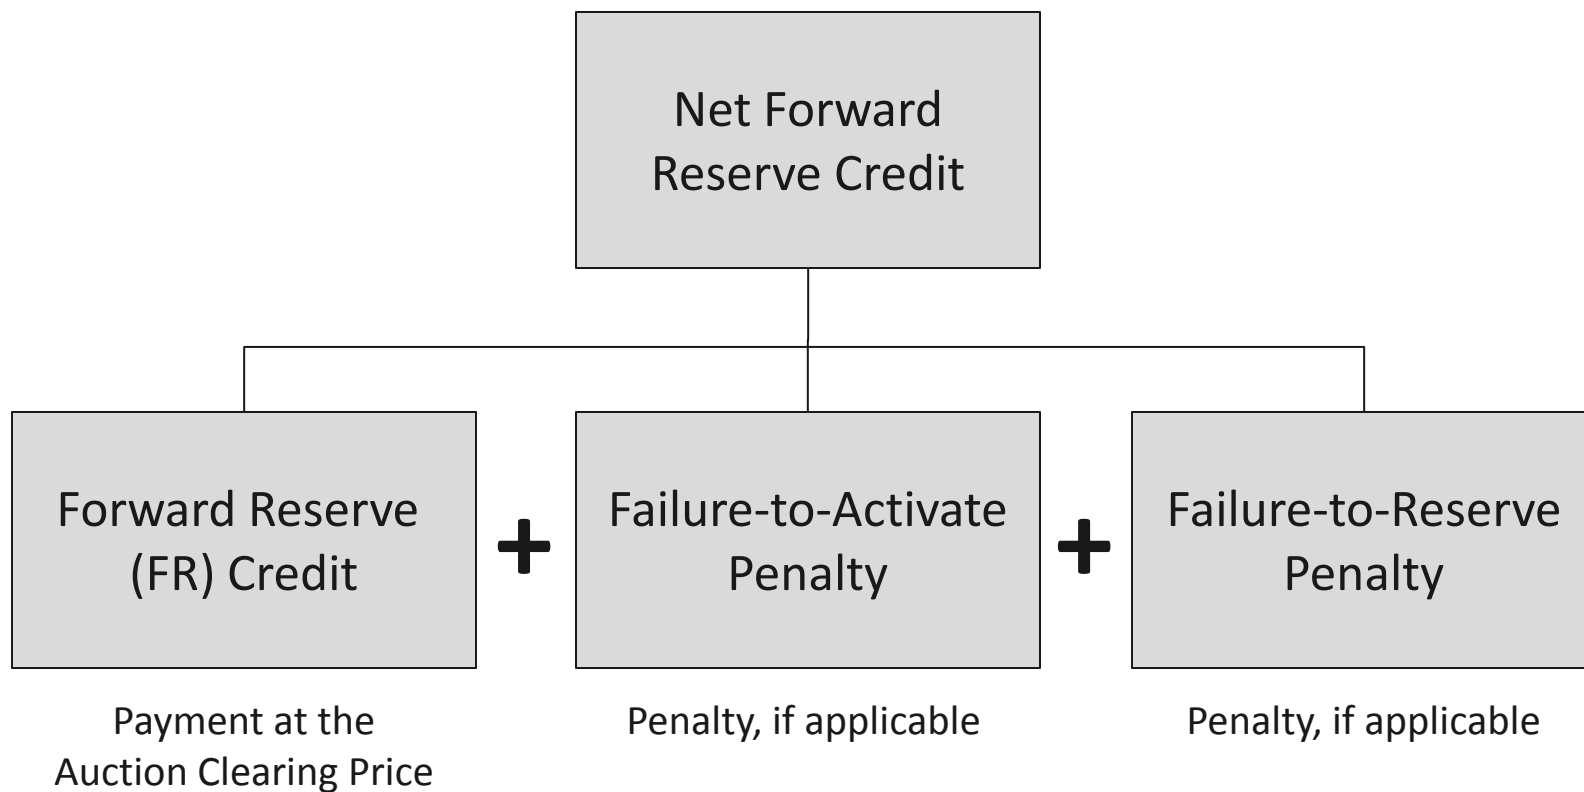 Net Forward
Reserve Credit
Forward Reserve
(FR) Credit
+
Failure-to-Activate
Penalty
+
Failure-to-Reserve
Penalty
Payment at the
Auction Clearing Price
Penalty, if applicable
Penalty, if applicable